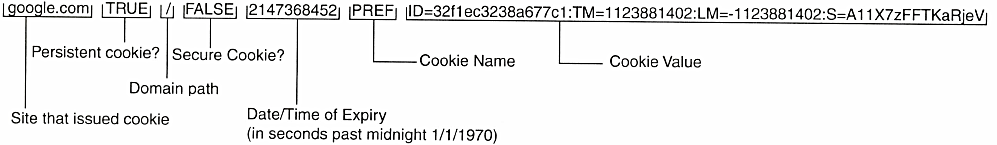 google.com TRUE / FALSE 2147368452 PREF ID=32f1ec3238a677c1:TM=1123881402:LM=-1123881402:S=A11X7zFFTKaRjeV
Persistent cookie? Secure Cookie? Cookie Name Cookie Value
Domain path
Site that issued cookie Date/Time of Expiry
(in seconds past midnight 1/1/1970)